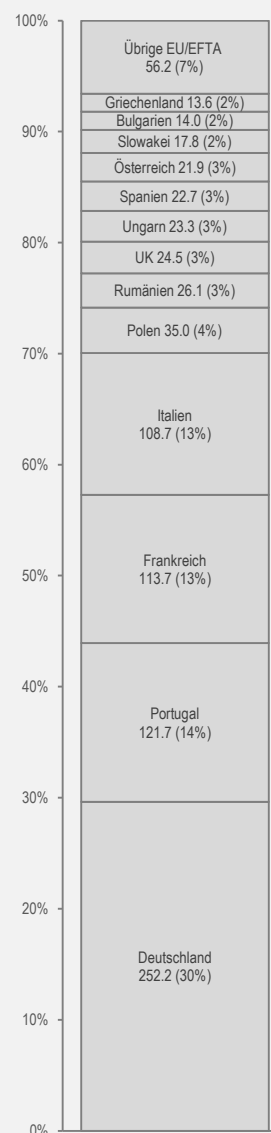 100%
90%
80%
70%
60%
50%
40%
30%
20%
10%
0%
Übrige EU/EFTA
56.2 (7%)
Griechenland 13.6 (2%)
Bulgarien 14.0 (2%)
Slowakei 17.8 (2%)
Österreich 21.9 (3%)
Spanien 22.7 (3%)
Ungarn 23.3 (3%)
UK 24.5 (3%)
Rumänien 26.1 (3%)
Polen 35.0 (4%)
Italien
108.7 (13%)
Frankreich
113.7 (13%)
Portugal
121.7 (14%)
Deutschland
252.2 (30%)